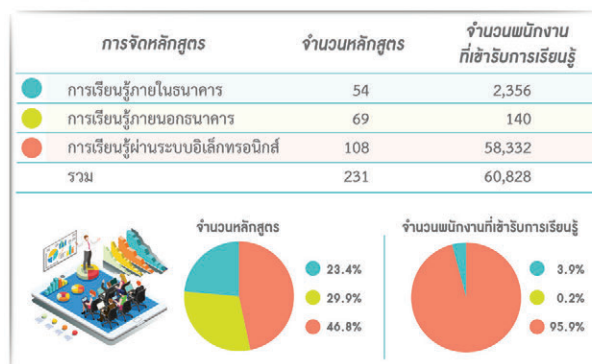 การจัดหลักสูตร จำนวนหลักสูตร จำนวนพนักงาน
ที่เข้ารับการเรียนรู้
การเรียนรู้ภายในธนาคาร 54 2,356
การเรียนรู้ภายนอกธนาคาร 69 140
การเรียนรู้ผ่านระบบอิเล็กทรอนิกส์ 108 58,332
รวม 231 60,828
จำนวนหลักสูตร
23.4%
29.9%
46.8%
จำนวนพนักงานที่เข้ารับการเรียนรู้
3.9%
0.2%
95.9%